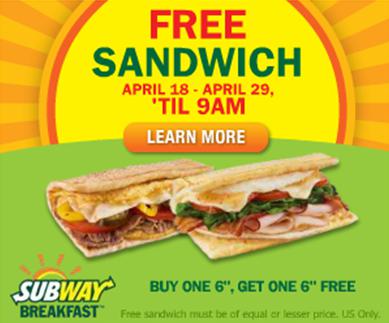 FREE
SANDWICH
APRIL 18 - APRIL 29,
'TIL 9AM
LEARN MORE
SUBWAY
BREAKFAST™
BUY ONE 6", GET ONE 6" FREE
Free sandwich must be of equal or lesser price. US Only.